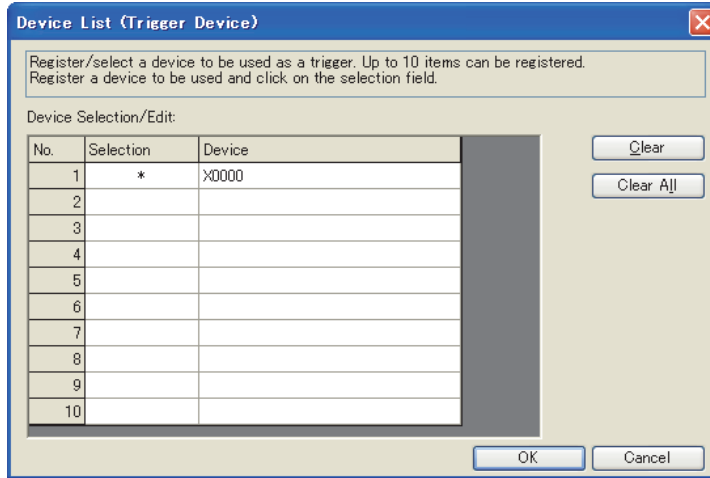 Device List (Trigger Device)
Register/select a device to be used as a trigger. Up to 10 items can be registered.
Register a device to be used and click on the selection field.
Device Selection/Edit:
No. Selection Device
1 * X0000
2
3
4
5
6
7
8
9
10
Clear
Clear All
OK Cancel